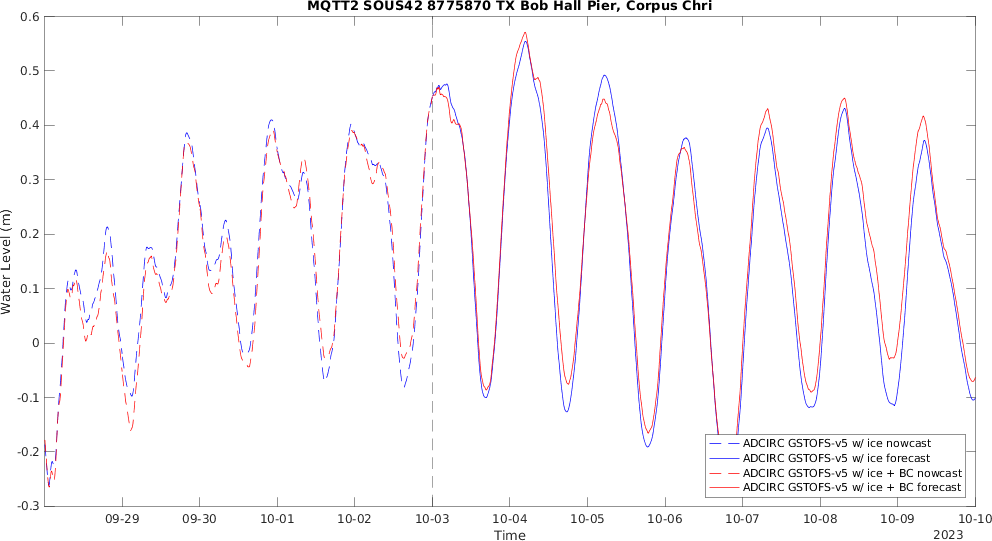 MQTT2 SOUS42 8775870 TX Bob Hall Pier, Corpus Chri
0.6
0.5
0.4
0.3
0.2
0.1
0
-0.1
-0.2
-0.3
Water Level (m)
09-29 09-30 10-01 10-02 10-03 10-04 10-05 10-06 10-07 10-08 10-09 10-10
Time
2023
ADCIRC GSTOFS-v5 w/ ice nowcast
ADCIRC GSTOFS-v5 w/ ice forecast
ADCIRC GSTOFS-v5 w/ ice + BC nowcast
ADCIRC GSTOFS-v5 w/ ice + BC forecast